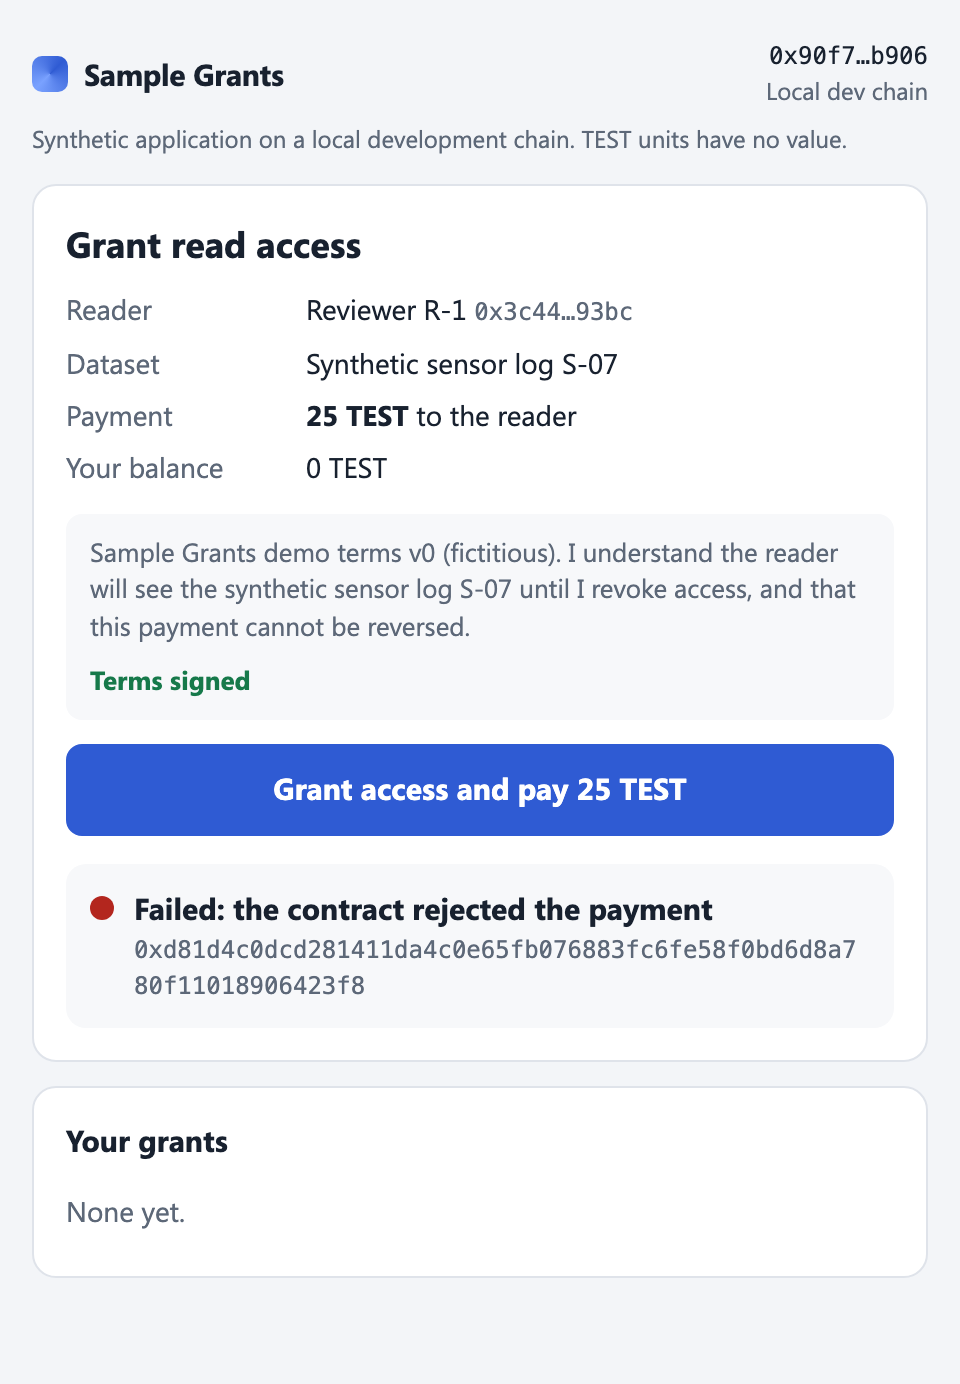 Sample Grants
0x90f7…b906
Local dev chain
Synthetic application on a local development chain. TEST units have no value.
Grant read access
Reader Reviewer R-1 0x3c44…93bc
Dataset Synthetic sensor log S-07
Payment 25 TEST to the reader
Your balance 0 TEST
Sample Grants demo terms v0 (fictitious). I understand the reader
will see the synthetic sensor log S-07 until I revoke access, and that
this payment cannot be reversed.
Terms signed
Grant access and pay 25 TEST
Failed: the contract rejected the payment
0xd81d4c0dcd281411da4c0e65fb076883fc6fe58f0bd6d8a7
80f11018906423f8
Your grants
None yet.